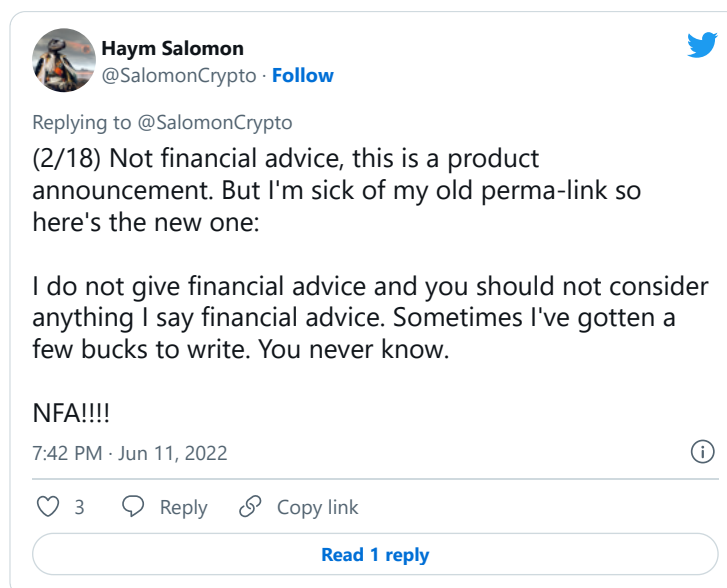 Haym Salomon
@SalomonCrypto · Follow
Replying to @SalomonCrypto
(2/18) Not financial advice, this is a product
announcement. But I'm sick of my old perma-link so
here's the new one:
I do not give financial advice and you should not consider
anything I say financial advice. Sometimes I've gotten a
few bucks to write. You never know.
NFA!!!!
7:42 PM · Jun 11, 2022
3 Reply Copy link
Read 1 reply